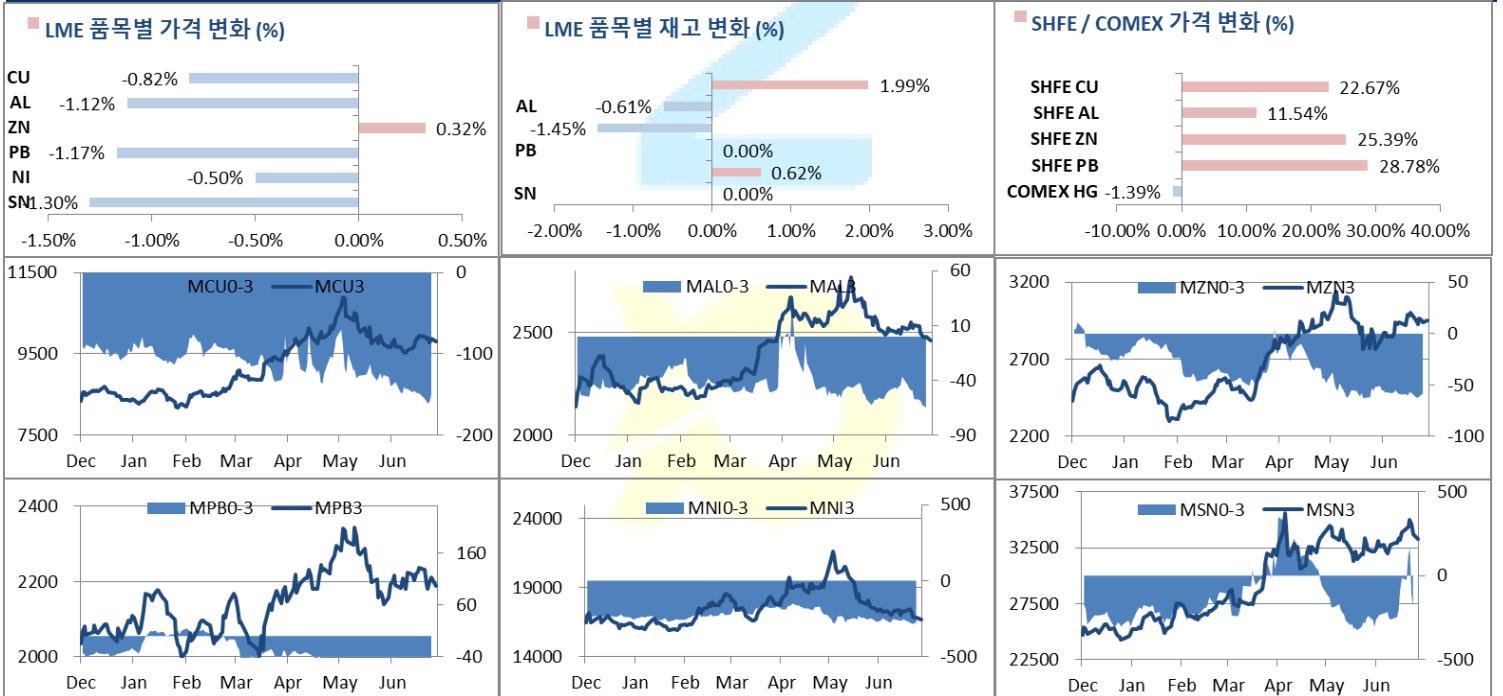 LME 품목별 가격 변화 (%)
CU
-0.82%
AL
-1.12%
ZN
0.32%
PB
-1.17%
NI
-0.50%
SN
-1.30%
-1.50% -1.00% -0.50% 0.00% 0.50%
LME 품목별 재고 변화 (%)
1.99%
AL
-0.61%
-1.45%
PB
0.00%
0.62%
SN
0.00%
-2.00% -1.00% 0.00% 1.00% 2.00% 3.00%
SHFE / COMEX 가격 변화 (%)
SHFE CU
22.67%
SHFE AL
11.54%
SHFE ZN
25.39%
SHFE PB
28.78%
COMEX HG
-1.39%
-10.00% 0.00% 10.00% 20.00% 30.00% 40.00%
MCU0-3 MCU3
11500
9500
7500
0
-100
-200
Dec Jan Feb Mar Apr May Jun
MAL0-3 MAL3
2500
2000
60
10
-40
-90
Dec Jan Feb Mar Apr May Jun
MZN0-3 MZN3
3200
2700
2200
50
0
-50
-100
Dec Jan Feb Mar Apr May Jun
MPB0-3 MPB3
2400
2200
2000
160
60
-40
Dec Jan Feb Mar Apr May Jun
MNI0-3 MNI3
24000
19000
14000
500
0
-500
Dec Jan Feb Mar Apr May Jun
MSN0-3 MSN3
37500
32500
27500
22500
500
0
-500
Dec Jan Feb Mar Apr May Jun